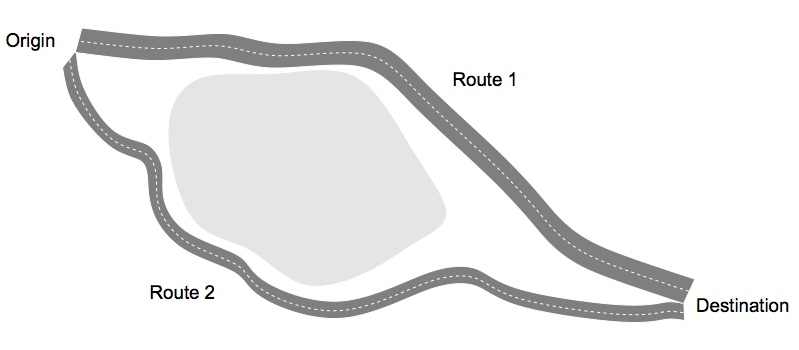 Origin
Route 1
Route 2
Destination